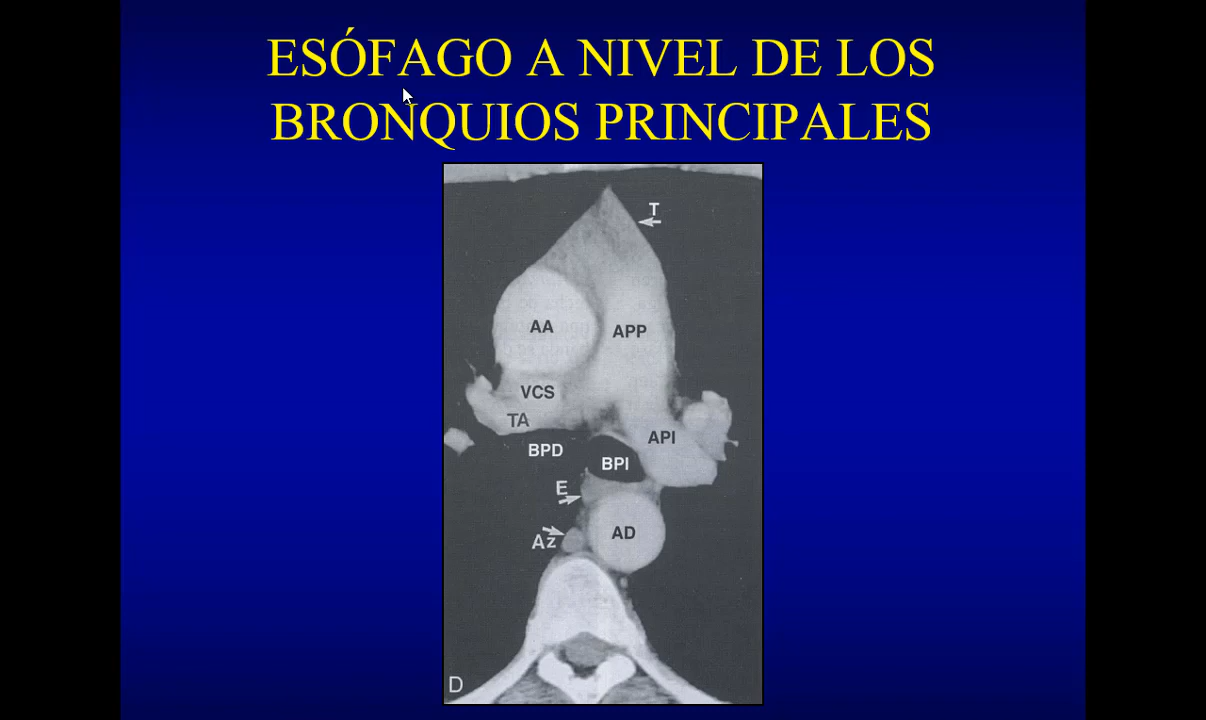 ESÓFAGO A NIVEL DE LOS
BRONQUIOS PRINCIPALES
T
AA
APP
VCS
TA
API
BPD
BPI
E
AD
Az
D